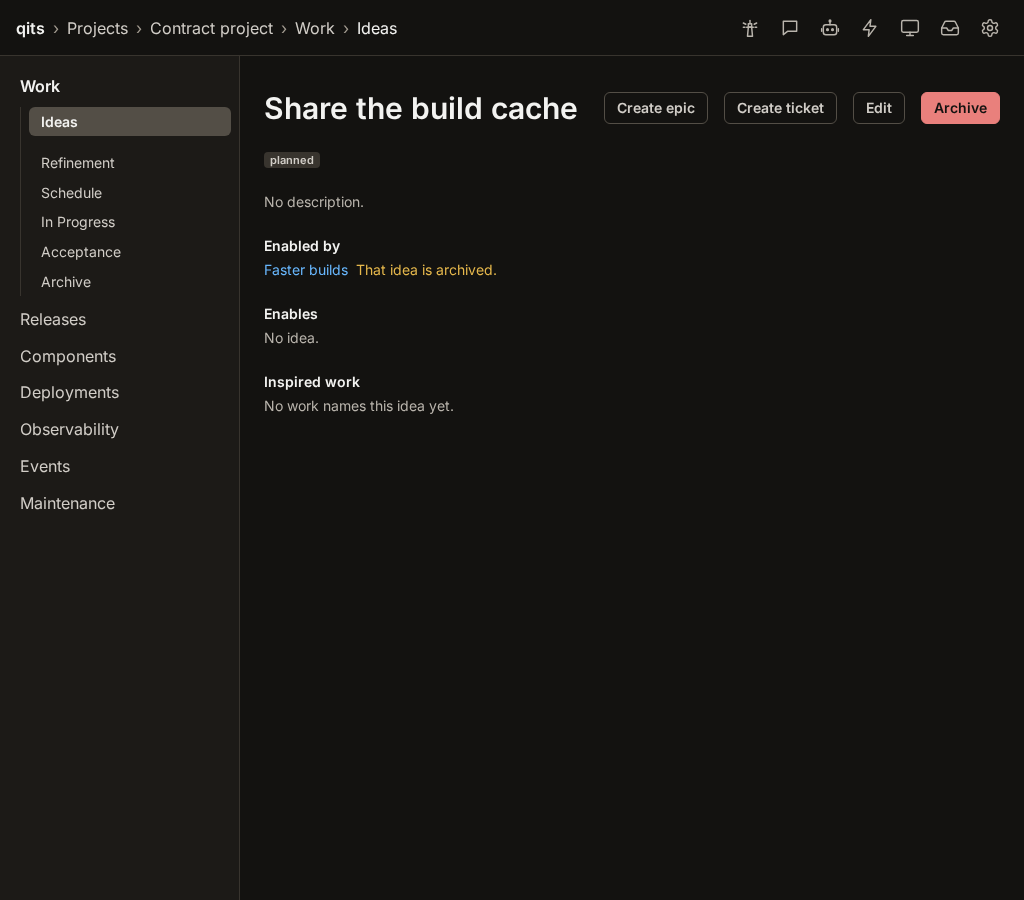 qits › Projects › Contract project › Work › Ideas
Work
Ideas
Refinement
Schedule
In Progress
Acceptance
Archive
Releases
Components
Deployments
Observability
Events
Maintenance
Share the build cache
Create epic
Create ticket
Edit
Archive
planned
No description.
Enabled by
Faster builds That idea is archived.
Enables
No idea.
Inspired work
No work names this idea yet.